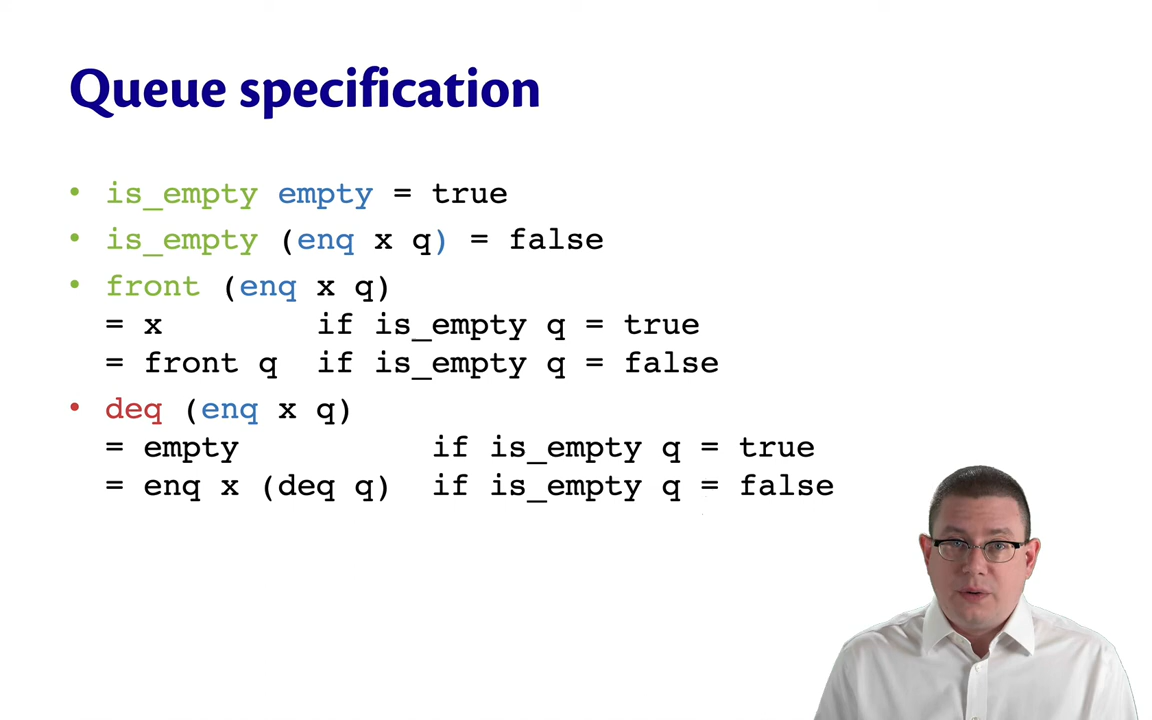 Queue specification
• is_empty empty = true
• is_empty (enq x q) = false
• front (enq x q)
= x if is_empty q = true
= front q if is_empty q = false
• deq (enq x q)
= empty if is_empty q = true
= enq x (deq q) if is_empty q = false